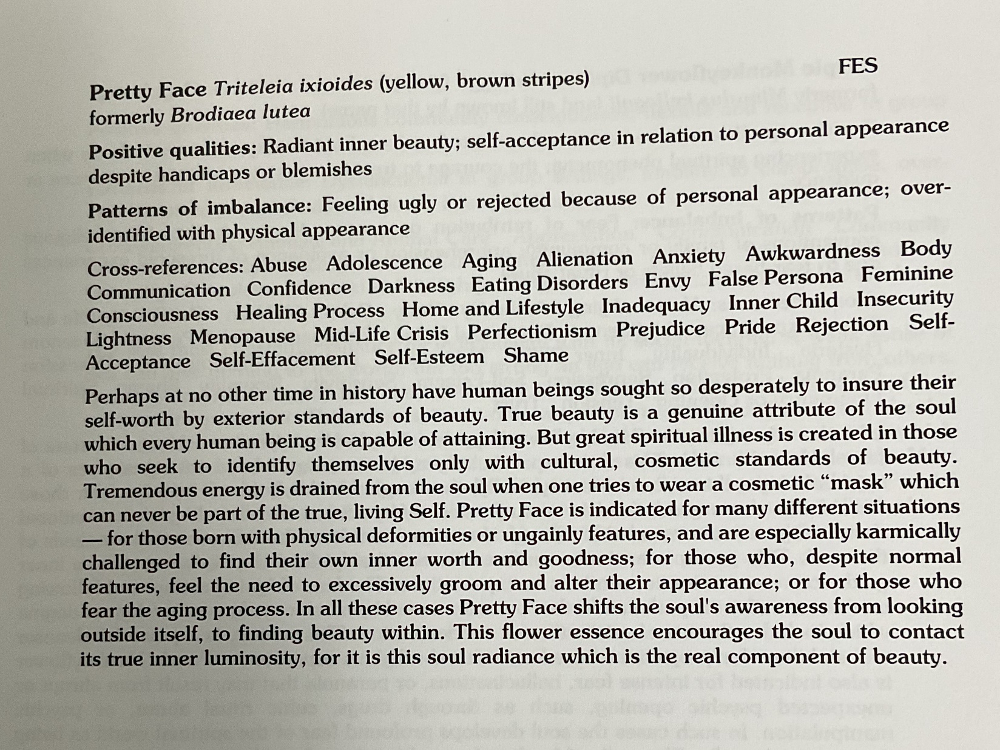 FES
Pretty Face Triteleia ixioides (yellow, brown stripes)
formerly Brodiaea lutea
Positive qualities: Radiant inner beauty; self-acceptance in relation to personal appearance
despite handicaps or blemishes
Patterns of imbalance: Feeling ugly or rejected because of personal appearance; over-
identified with physical appearance
Cross-references: Abuse Adolescence Aging Alienation Anxiety Awkwardness Body
Communication Confidence Darkness Eating Disorders Envy False Persona Feminine
Consciousness Healing Process Home and Lifestyle Inadequacy Inner Child Insecurity
Lightness Menopause Mid-Life Crisis Perfectionism Prejudice Pride Rejection Self-
Acceptance Self-Effacement Self-Esteem Shame
Perhaps at no other time in history have human beings sought so desperately to insure their
self-worth by exterior standards of beauty. True beauty is a genuine attribute of the soul
which every human being is capable of attaining. But great spiritual illness is created in those
who seek to identify themselves only with cultural, cosmetic standards of beauty.
Tremendous energy is drained from the soul when one tries to wear a cosmetic “mask” which
can never be part of the true, living Self. Pretty Face is indicated for many different situations
— for those born with physical deformities or ungainly features, and are especially karmically
challenged to find their own inner worth and goodness; for those who, despite normal
features, feel the need to excessively groom and alter their appearance; or for those who
fear the aging process. In all these cases Pretty Face shifts the soul's awareness from looking
outside itself, to finding beauty within. This flower essence encourages the soul to contact
its true inner luminosity, for it is this soul radiance which is the real component of beauty.